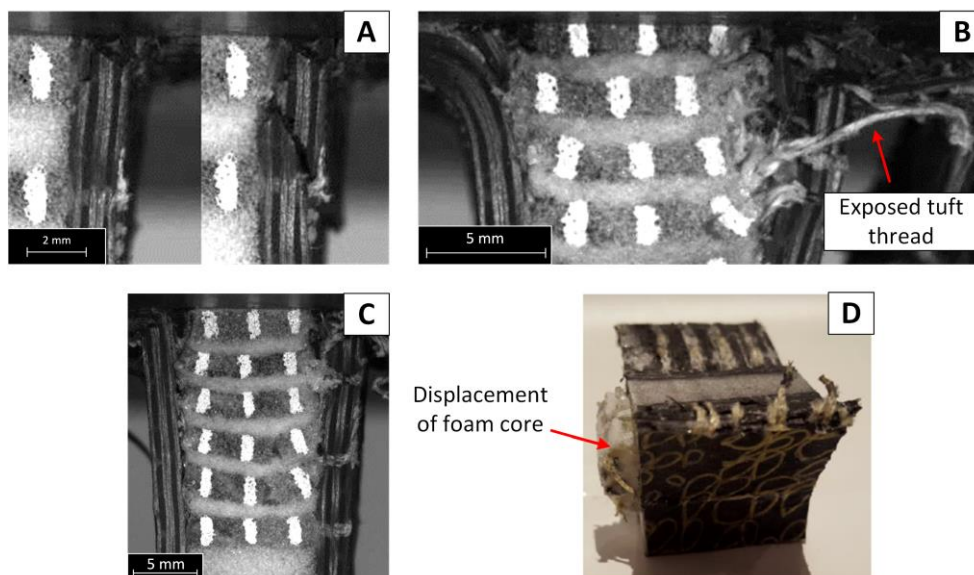 A
2 mm
B
5 mm
Exposed tuft
thread
C
5 mm
D
Displacement
of foam core